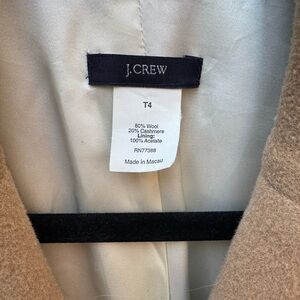 J.CREW
T4
80% Wool
20% Cashmere
Lining:
100% Acetate
RN77388
Made in Macau